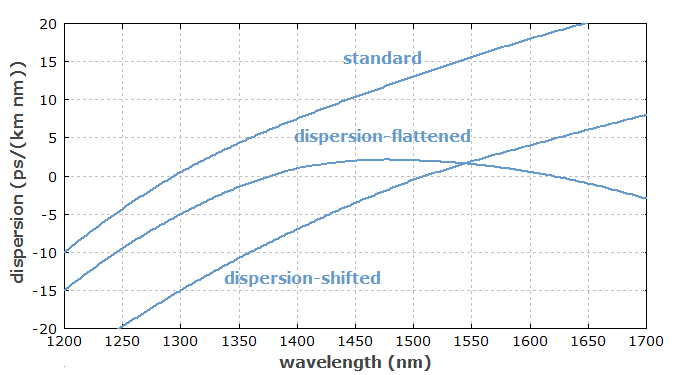 20
15
10
5
0
-5
-10
-15
-20
dispersion (ps/(km nm))
standard
dispersion-flattened
dispersion-shifted
1200 1250 1300 1350 1400 1450 1500 1550 1600 1650 1700
wavelength (nm)